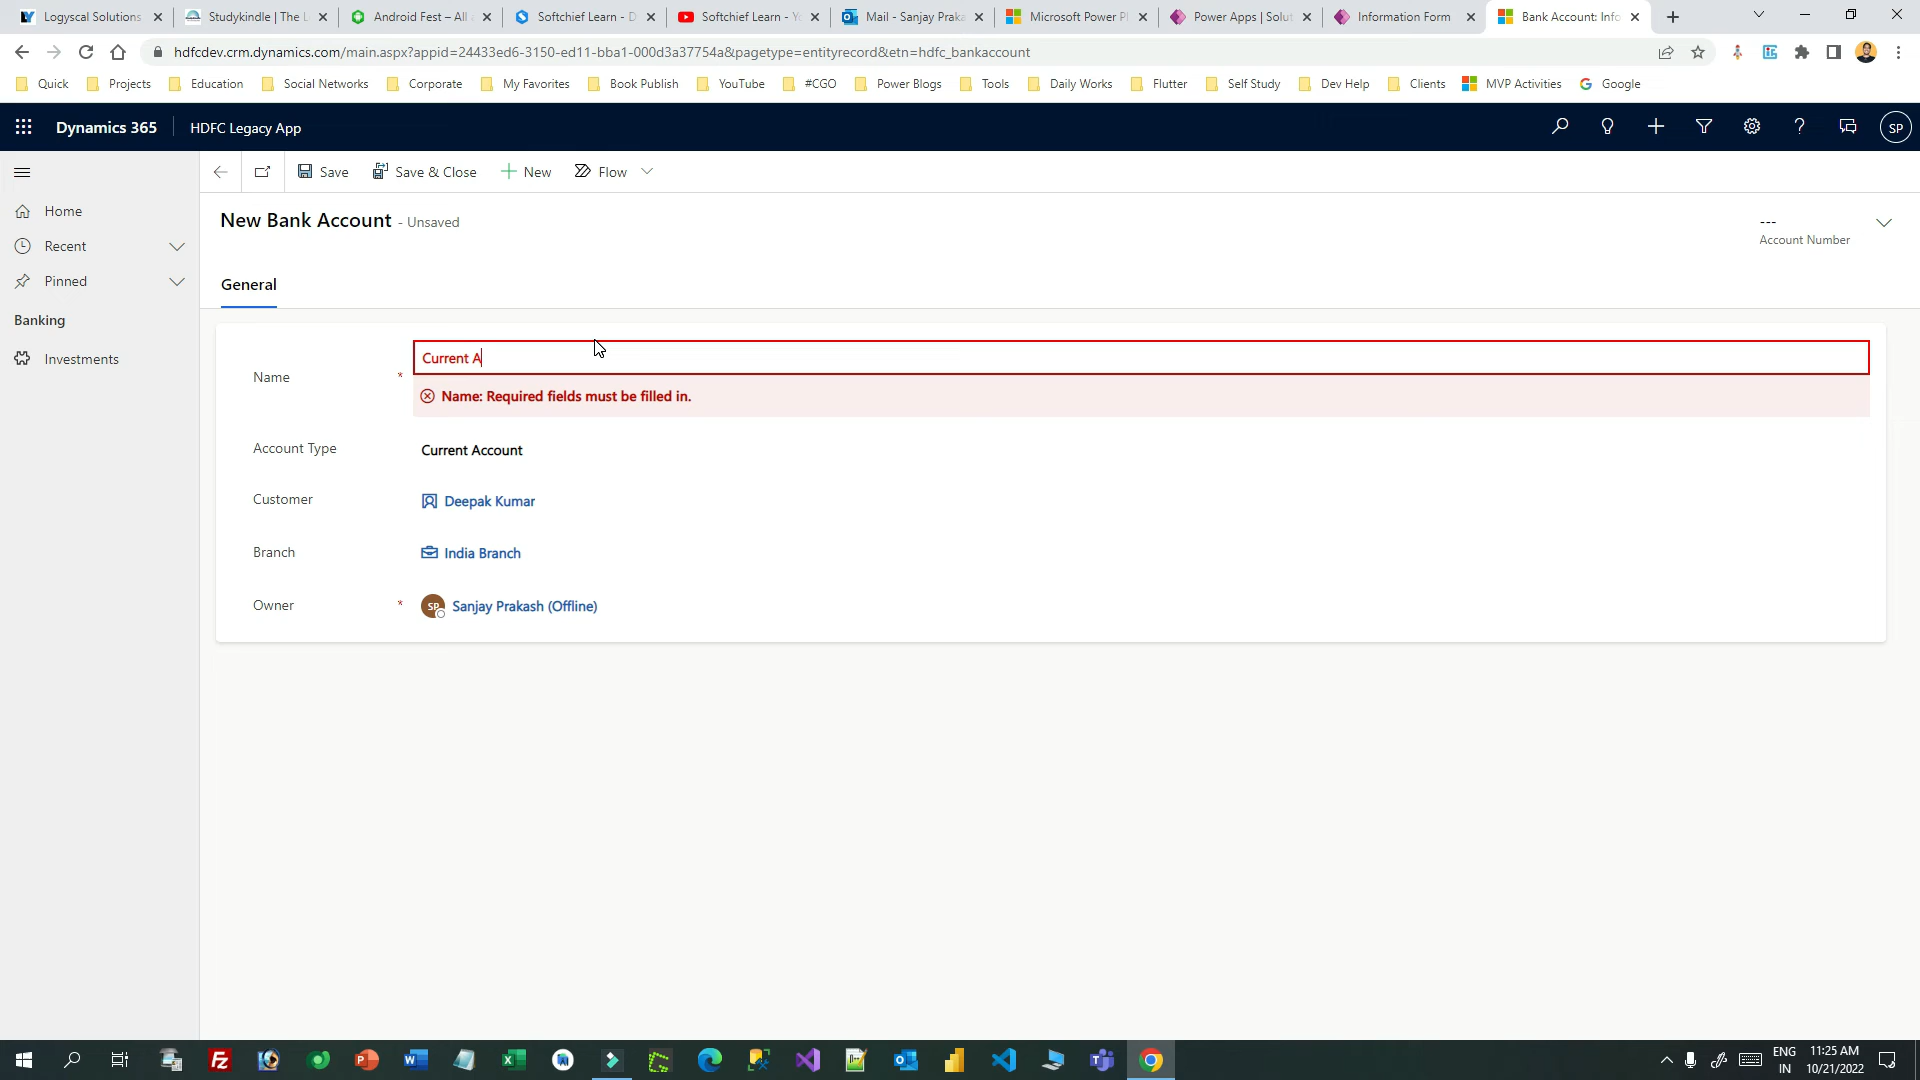 Logyscal Solutions
Studykindle | The L
Android Fest – All a
Softchief Learn - D
Softchief Learn - Yo
Mail - Sanjay Praka
Microsoft Power Pl
Power Apps | Solut
Information Form
Bank Account: Info
hdfcdev.crm.dynamics.com/main.aspx?appid=24433ed6-3150-ed11-bba1-000d3a37754a&pagetype=entityrecord&etn=hdfc_bankaccount
Quick
Projects
Education
Social Networks
Corporate
My Favorites
Book Publish
YouTube
#CGO
Power Blogs
Tools
Daily Works
Flutter
Self Study
Dev Help
Clients
MVP Activities
Google
Dynamics 365
HDFC Legacy App
SP
Save
Save & Close
New
Flow
New Bank Account - Unsaved
---
Account Number
Home
Recent
Pinned
Banking
Investments
General
Name *
Current A
Name: Required fields must be filled in.
Account Type
Current Account
Customer
Deepak Kumar
Branch
India Branch
Owner *
SP
Sanjay Prakash (Offline)
ENG
IN
11:25 AM
10/21/2022